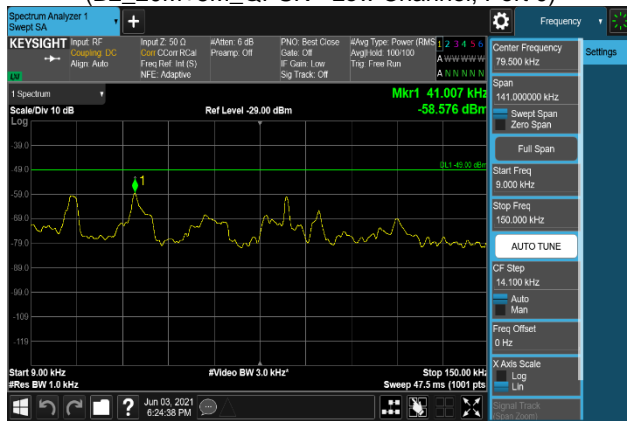 Spectrum Analyzer 1
Swept SA
Frequency
KEYSIGHT
Input: RF
Coupling: DC
Align: Auto
Input Z: 50 Ω
Corr CCorr RCal
Freq Ref: Int (S)
NFE: Adaptive
#Atten: 6 dB
Preamp: Off
PNO: Best Close
Gate: Off
IF Gain: Low
Sig Track: Off
#Avg Type: Power (RMS
Avg|Hold: 100/100
Trig: Free Run
1 2 3 4 5 6
A W W W W W
A N N N N N
LXI
1 Spectrum
Scale/Div 10 dB
Log
Ref Level -29.00 dBm
Mkr1 41.007 kHz
-58.576 dBm
DL1 -49.00 dBm
1
-39.0
-49.0
-59.0
-69.0
-79.0
-89.0
-99.0
-109
-119
Start 9.00 kHz
#Res BW 1.0 kHz
#Video BW 3.0 kHz*
Stop 150.00 kHz
Sweep 47.5 ms (1001 pts
Jun 03, 2021
6:24:38 PM
Center Frequency
79.500 kHz
Settings
Span
141.000000 kHz
Swept Span
Zero Span
Full Span
Start Freq
9.000 kHz
Stop Freq
150.000 kHz
AUTO TUNE
CF Step
14.100 kHz
Auto
Man
Freq Offset
0 Hz
X Axis Scale
Log
Lin
Signal Track
(Span Zoom)